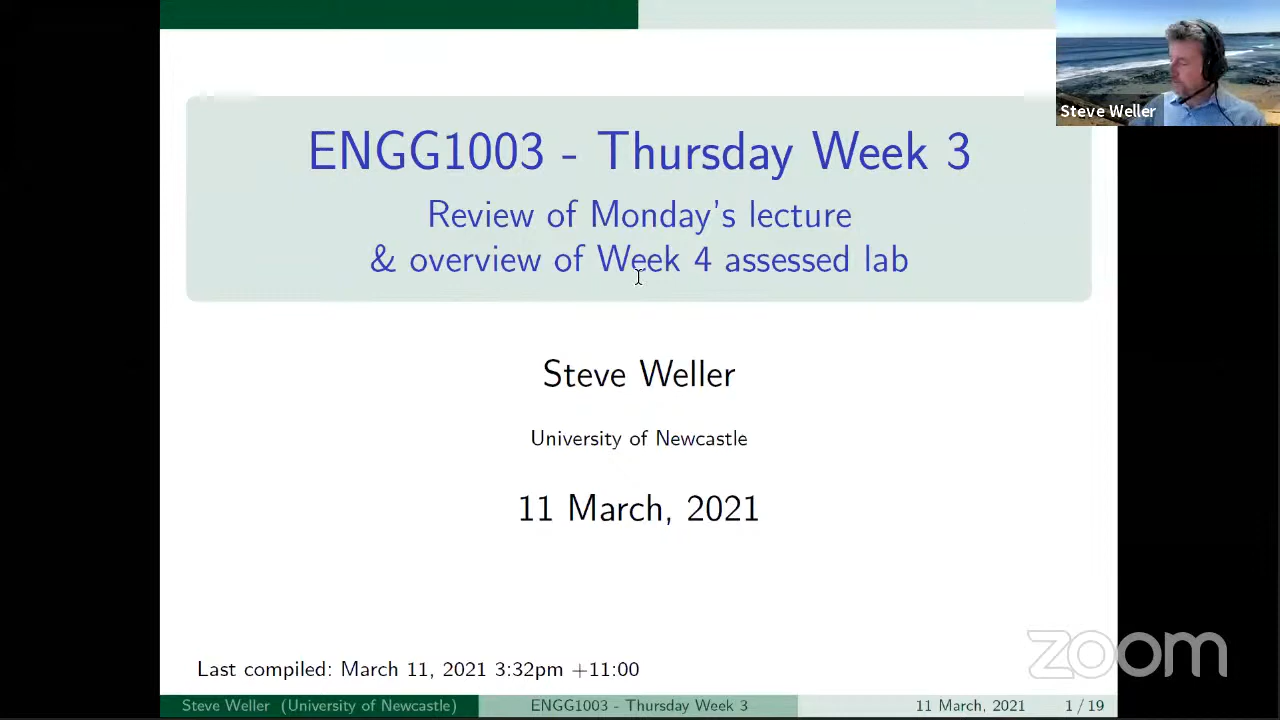 ENGG1003 - Thursday Week 3
Review of Monday's lecture
& overview of Week 4 assessed lab
Steve Weller
Steve Weller
University of Newcastle
11 March, 2021
Last compiled: March 11, 2021 3:32pm +11:00
zoom
Steve Weller (University of Newcastle)
ENGG1003 - Thursday Week 3
11 March, 2021
1 / 19